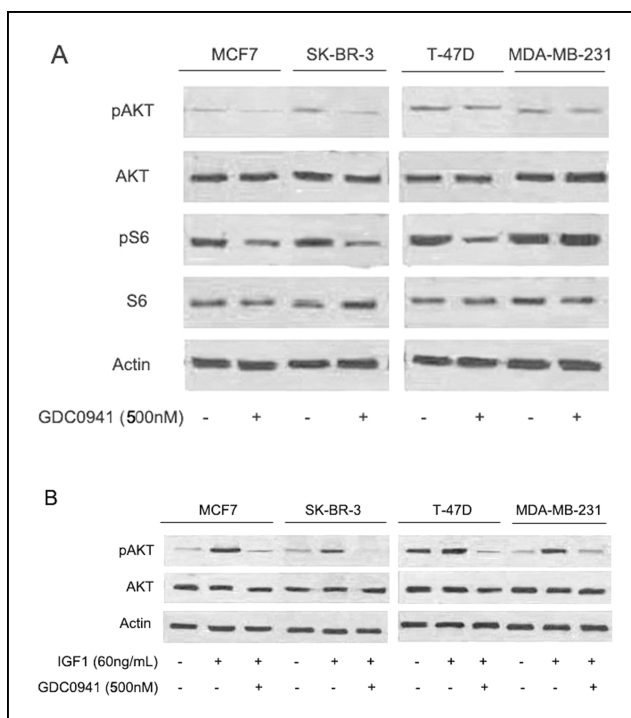 A
MCF7 SK-BR-3 T-47D MDA-MB-231
pAKT
AKT
pS6
S6
Actin
GDC0941 (500nM) - + - + - + - +
B
MCF7 SK-BR-3 T-47D MDA-MB-231
pAKT
AKT
Actin
IGF1 (60ng/mL) - + + - + + - + + - + +
GDC0941 (500nM) - - + - - + - - + - - +